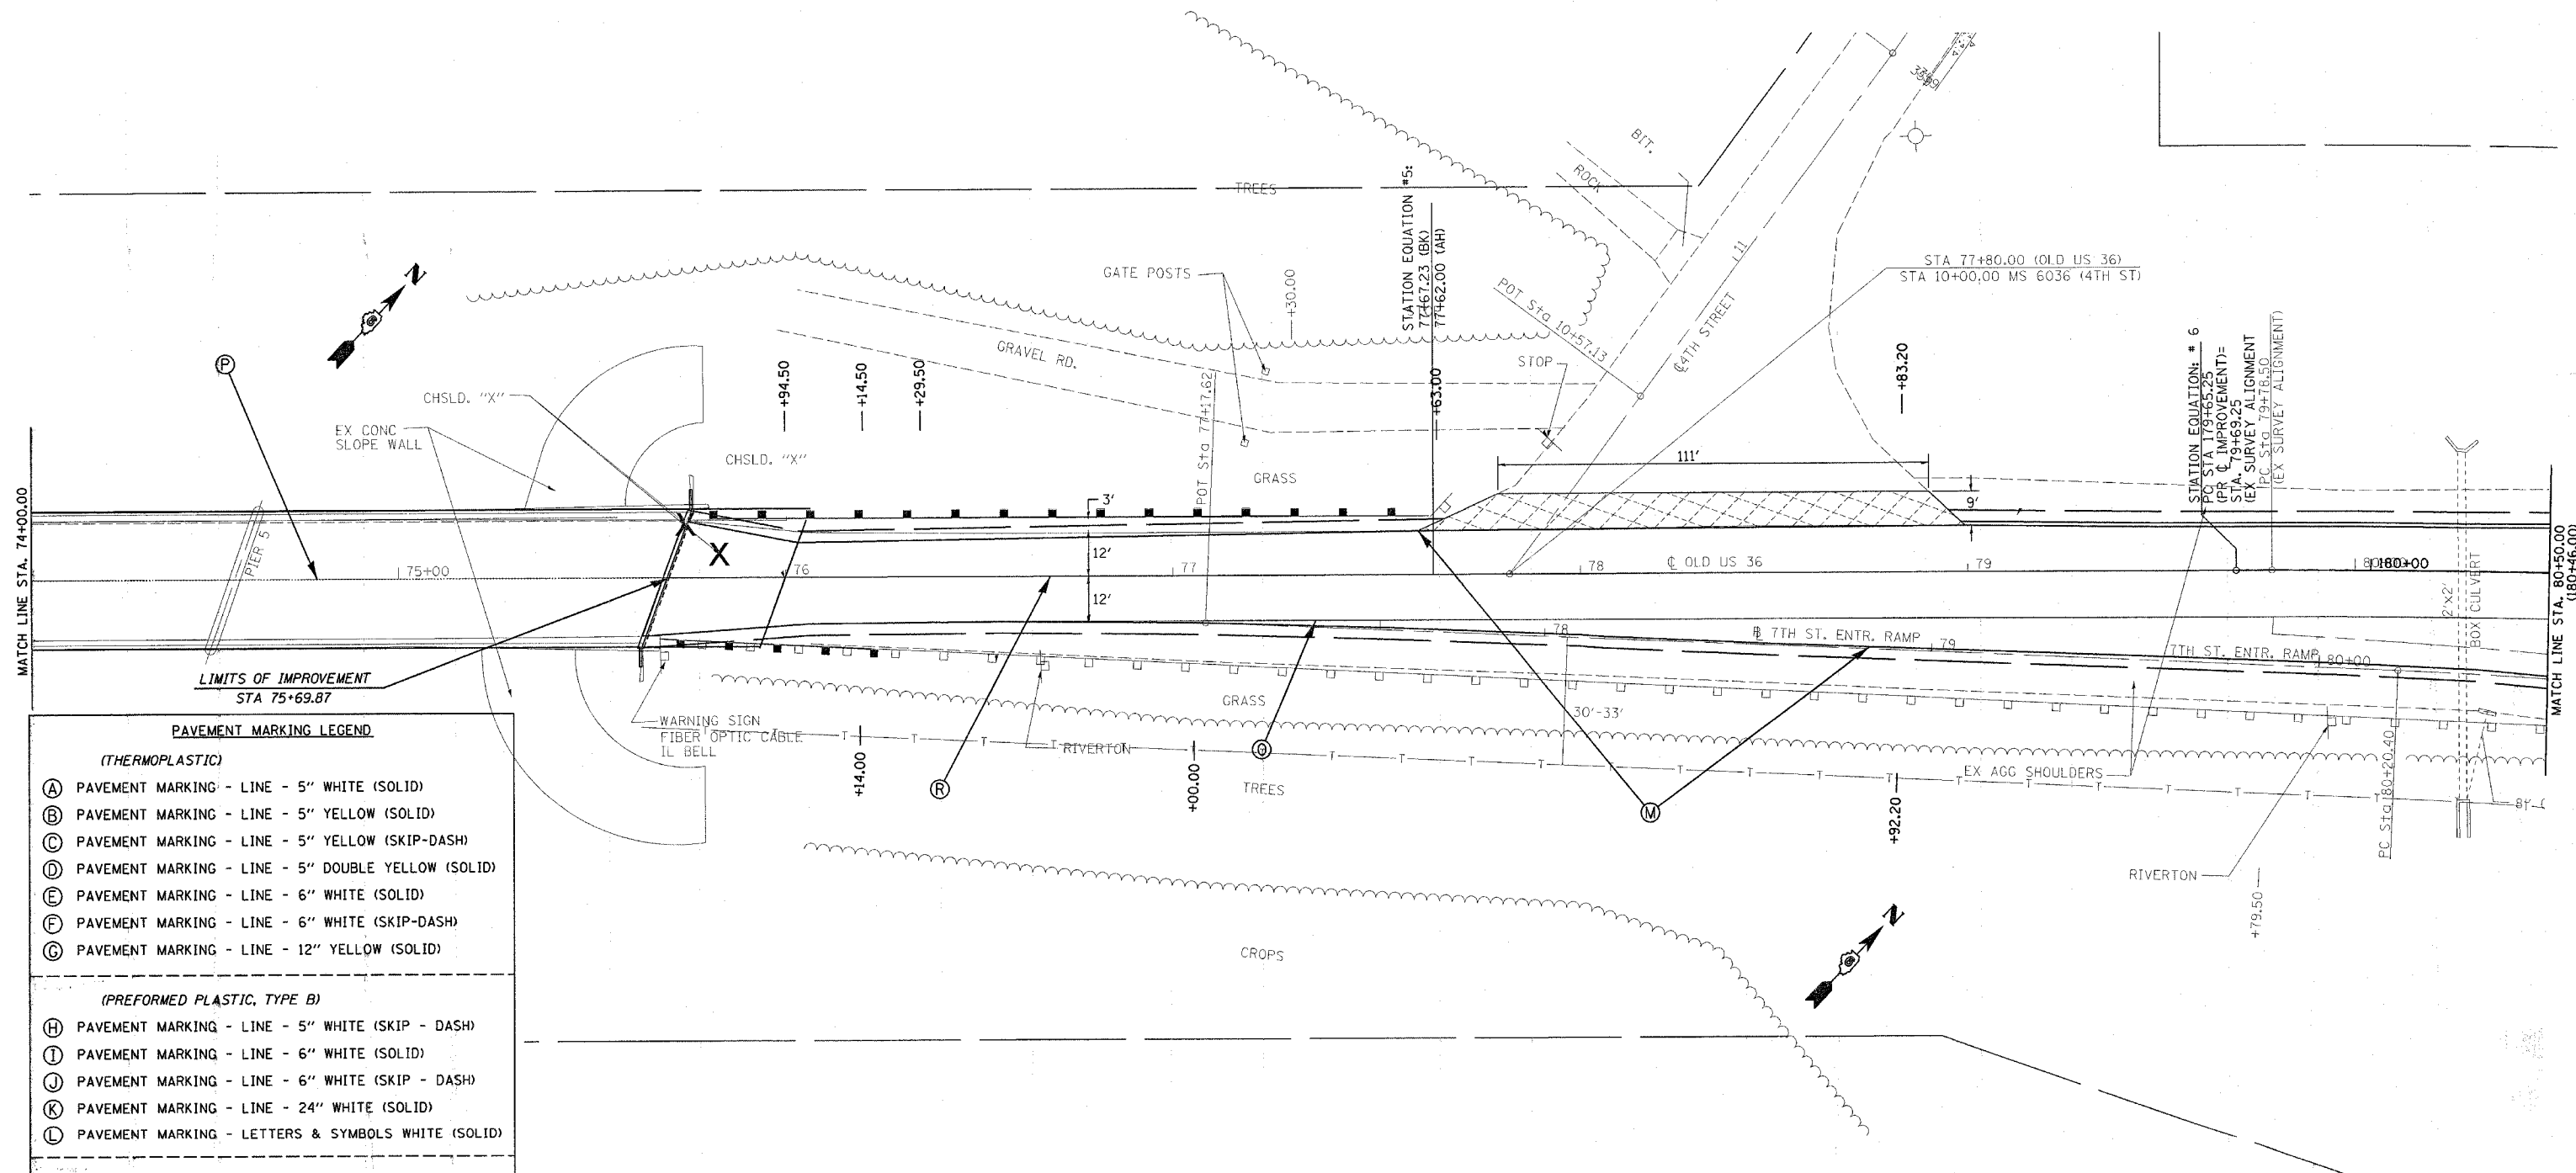 TREES
BIT.
ROCK
STATION EQUATION #5:
77+67.23 (BK)
77+62.00 (AH)
GATE POSTS
+30.00
11
POT Sta 10+57.13
℄ 4TH STREET
STOP
STA 77+80.00 (OLD US 36)
STA 10+00.00 MS 6036 (4TH ST)
N
P
GRAVEL RD.
CHSLD. "X"
EX CONC
SLOPE WALL
CHSLD. "X"
+94.50
+14.50
+29.50
POT Sta 77+17.62
+63.00
+83.20
GRASS
111'
9'
3'
STATION EQUATION: # 6
PC STA 179+65.25
(PR ℄ IMPROVEMENT)=
STA. 79+69.25
(EX SURVEY ALIGNMENT
PC Sta 79+78.50
(EX SURVEY ALIGNMENT)
MATCH LINE STA. 74+00.00
PIER 5
75+00
76
77
12'
12'
℄ OLD US 36
78
79
180+00
2'X2'
BOX CULVERT
MATCH LINE STA. 80+50.00
(180+46.00)
78
7TH ST. ENTR. RAMP
79
7TH ST. ENTR. RAMP
80+00
LIMITS OF IMPROVEMENT
STA 75+69.87
WARNING SIGN
FIBER OPTIC CABLE
IL BELL
GRASS
30'-33'
RIVERTON
+14.00
R
+00.00
TREES
M
EX AGG SHOULDERS
+92.20
PC Sta 80+20.40
RIVERTON
+79.50
CROPS
N
PAVEMENT MARKING LEGEND
(THERMOPLASTIC)
A PAVEMENT MARKING - LINE - 5" WHITE (SOLID)
B PAVEMENT MARKING - LINE - 5" YELLOW (SOLID)
C PAVEMENT MARKING - LINE - 5" YELLOW (SKIP-DASH)
D PAVEMENT MARKING - LINE - 5" DOUBLE YELLOW (SOLID)
E PAVEMENT MARKING - LINE - 6" WHITE (SOLID)
F PAVEMENT MARKING - LINE - 6" WHITE (SKIP-DASH)
G PAVEMENT MARKING - LINE - 12" YELLOW (SOLID)
(PREFORMED PLASTIC, TYPE B)
H PAVEMENT MARKING - LINE - 5" WHITE (SKIP - DASH)
I PAVEMENT MARKING - LINE - 6" WHITE (SOLID)
J PAVEMENT MARKING - LINE - 6" WHITE (SKIP - DASH)
K PAVEMENT MARKING - LINE - 24" WHITE (SOLID)
L PAVEMENT MARKING - LETTERS & SYMBOLS WHITE (SOLID)